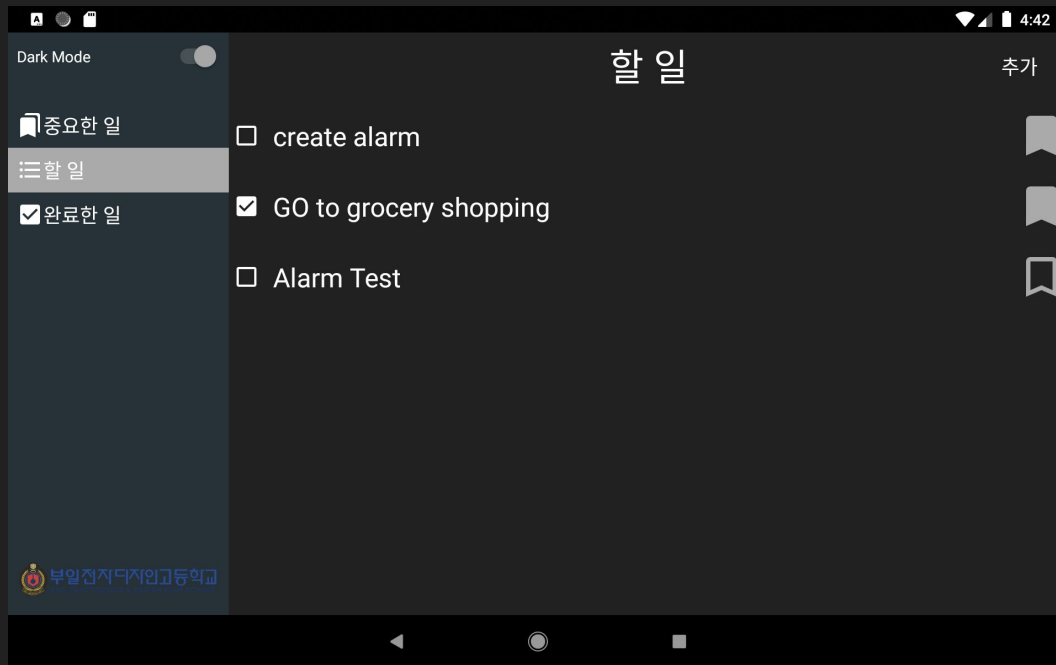 4:42
Dark Mode
할 일
추가
중요한 일
할 일
완료한 일
create alarm
GO to grocery shopping
Alarm Test
부일전자디자인고등학교